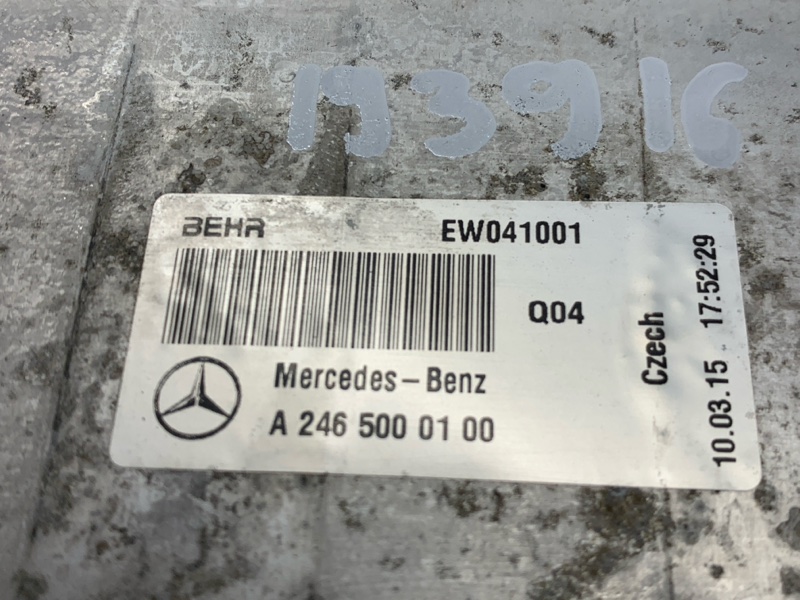 193916
BEHR EW041001
Q04
Mercedes-Benz
A 246 500 01 00
Czech
10.03.15 17:52:29